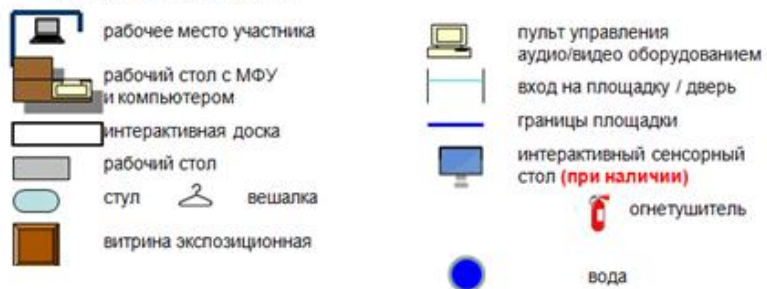 рабочее место участника
рабочий стол с МФУ
и компьютером
интерактивная доска
рабочий стол
стул
вешалка
витрина экспозиционная
пульт управления
аудио/видео оборудованием
вход на площадку / дверь
границы площадки
интерактивный сенсорный
стол (при наличии)
огнетушитель
вода